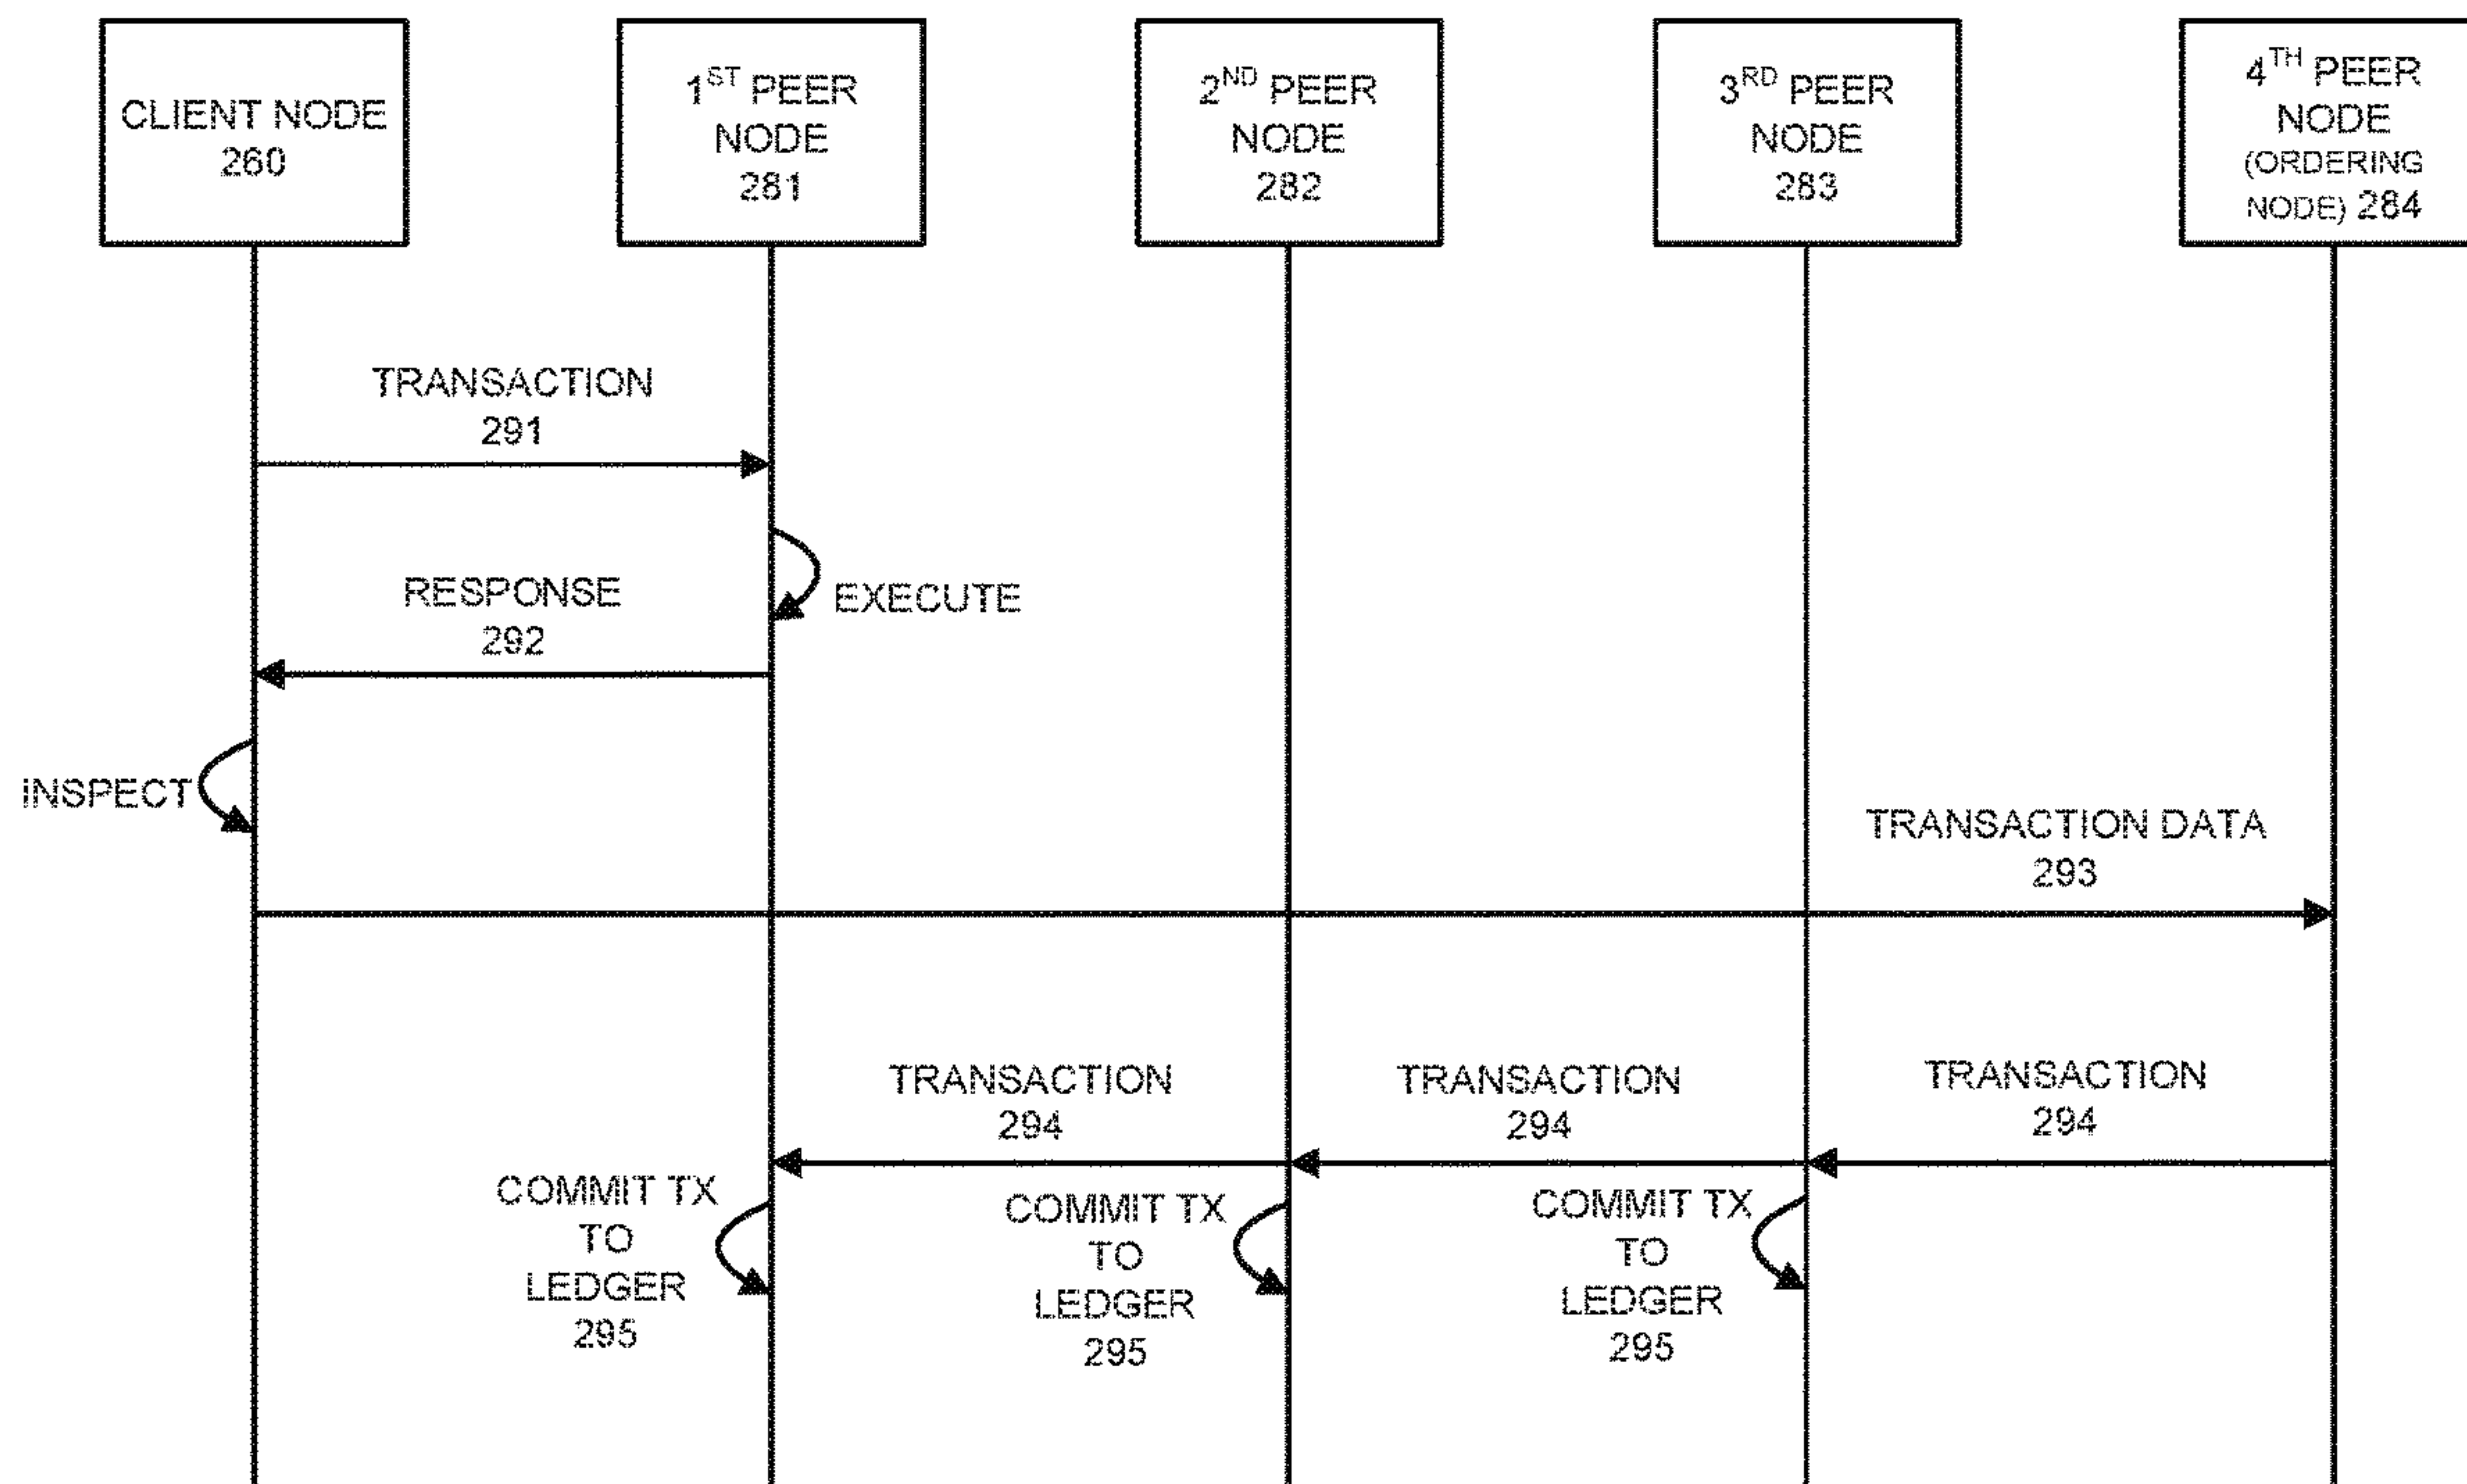 CLIENT NODE
260
1ST PEER
NODE
281
2ND PEER
NODE
282
3RD PEER
NODE
283
4TH PEER
NODE
(ORDERING
NODE) 284
TRANSACTION
291
EXECUTE
RESPONSE
292
INSPECT
TRANSACTION DATA
293
TRANSACTION
294
TRANSACTION
294
TRANSACTION
294
COMMIT TX
TO
LEDGER
295
COMMIT TX
TO
LEDGER
295
COMMIT TX
TO
LEDGER
295